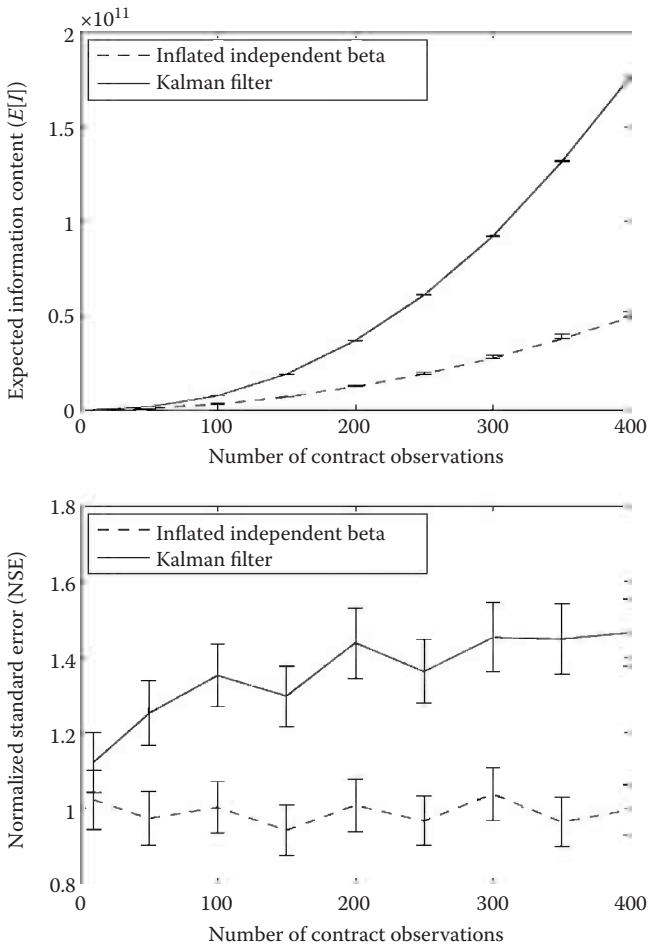 ×10¹¹
2
Inflated independent beta
Kalman filter
1.5
1
0.5
0
Expected information content (E[I])
0 100 200 300 400
Number of contract observations
1.8
Inflated independent beta
Kalman filter
1.6
1.4
1.2
1
0.8
Normalized standard error (NSE)
0 100 200 300 400
Number of contract observations